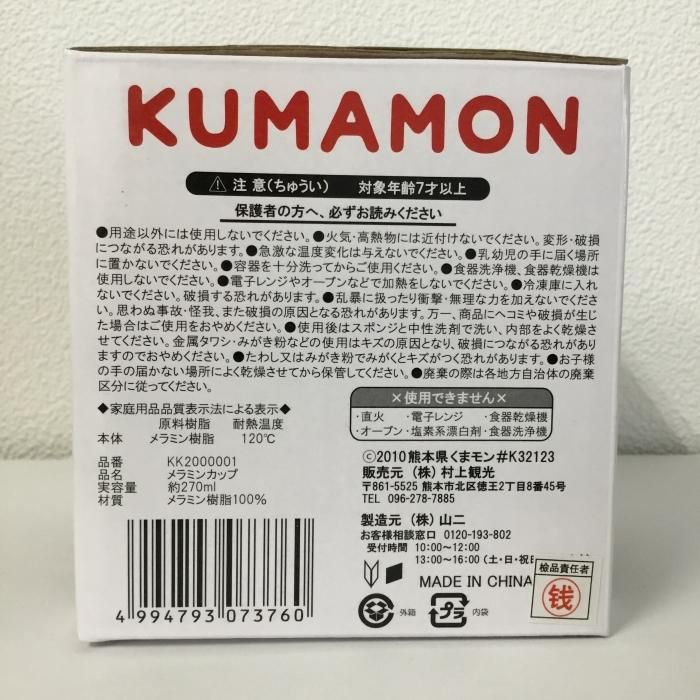 KUMAMON
⚠ 注意(ちゅうい) 対象年齢7才以上
保護者の方へ、必ずお読みください
●用途以外には使用しないでください。●火気・高熱物には近付けないでください。変形・破損
につながる恐れがあります。●急激な温度変化は与えないでください。●乳幼児の手に届く場所
に置かないでください。●容器を十分洗ってからご使用ください。●食器洗浄機、食器乾燥機は
使用しないでください。●電子レンジやオーブンなどで加熱をしないでください。●冷凍庫に入れ
ないでください。破損する恐れがあります。●乱暴に扱ったり衝撃・無理な力を加えないでくださ
い。思わぬ事故・怪我、また破損の原因となる恐れがあります。万一、商品にヘコミや破損が生じ
た場合はご使用をおやめください。●使用後はスポンジと中性洗剤で洗い、内部をよく乾燥さ
せてください。金属タワシ・みがき粉などの使用はキズの原因となり、破損につながる恐れがあり
ますのでおやめください。●たわし又はみがき粉でみがくとキズがつく恐れがあります。●お子様
の手の届かない場所によく乾燥させてから保管してください。●廃棄の際は各地方自治体の廃棄
区分に従ってください。
◆家庭用品品質表示法による表示◆
原料樹脂 耐熱温度
本体 メラミン樹脂 120℃
品番 KK2000001
品名 メラミンカップ
実容量 約270ml
材質 メラミン樹脂100%
×使用できません×
・直火 ・電子レンジ ・食器乾燥機
・オーブン・塩素系漂白剤・食器洗浄機
©2010熊本県くまモン#K32123
販売元 (株) 村上観光
〒861-5525 熊本市北区徳王2丁目8番45号
TEL 096-278-7885
製造元 (株) 山二
お客様相談窓口 0120-193-802
受付時間 10:00〜12:00
13:00〜16:00 (土・日・祝日
MADE IN CHINA
外箱
プラ
内袋
検品責任者
銭
4 994793 073760